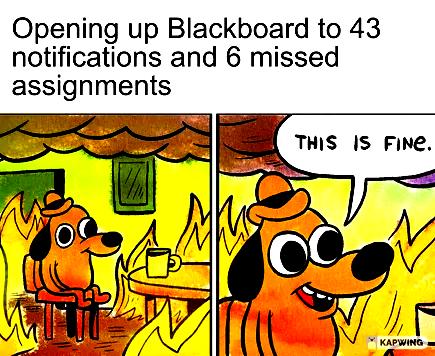 Opening up Blackboard to 43
notifications and 6 missed
assignments
THIS IS FINE.
KAPWING